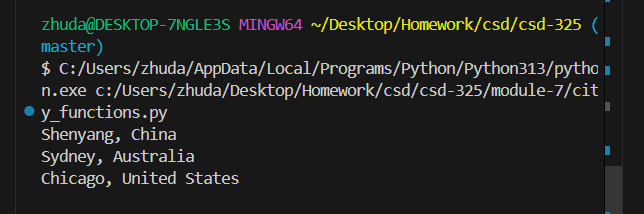 zhuda@DESKTOP-7NGLE3S MINGW64 ~/Desktop/Homework/csd/csd-325 (
master)
$ C:/Users/zhuda/AppData/Local/Programs/Python/Python313/pytho
n.exe c:/Users/zhuda/Desktop/Homework/csd/csd-325/module-7/cit
y_functions.py
Shenyang, China
Sydney, Australia
Chicago, United States